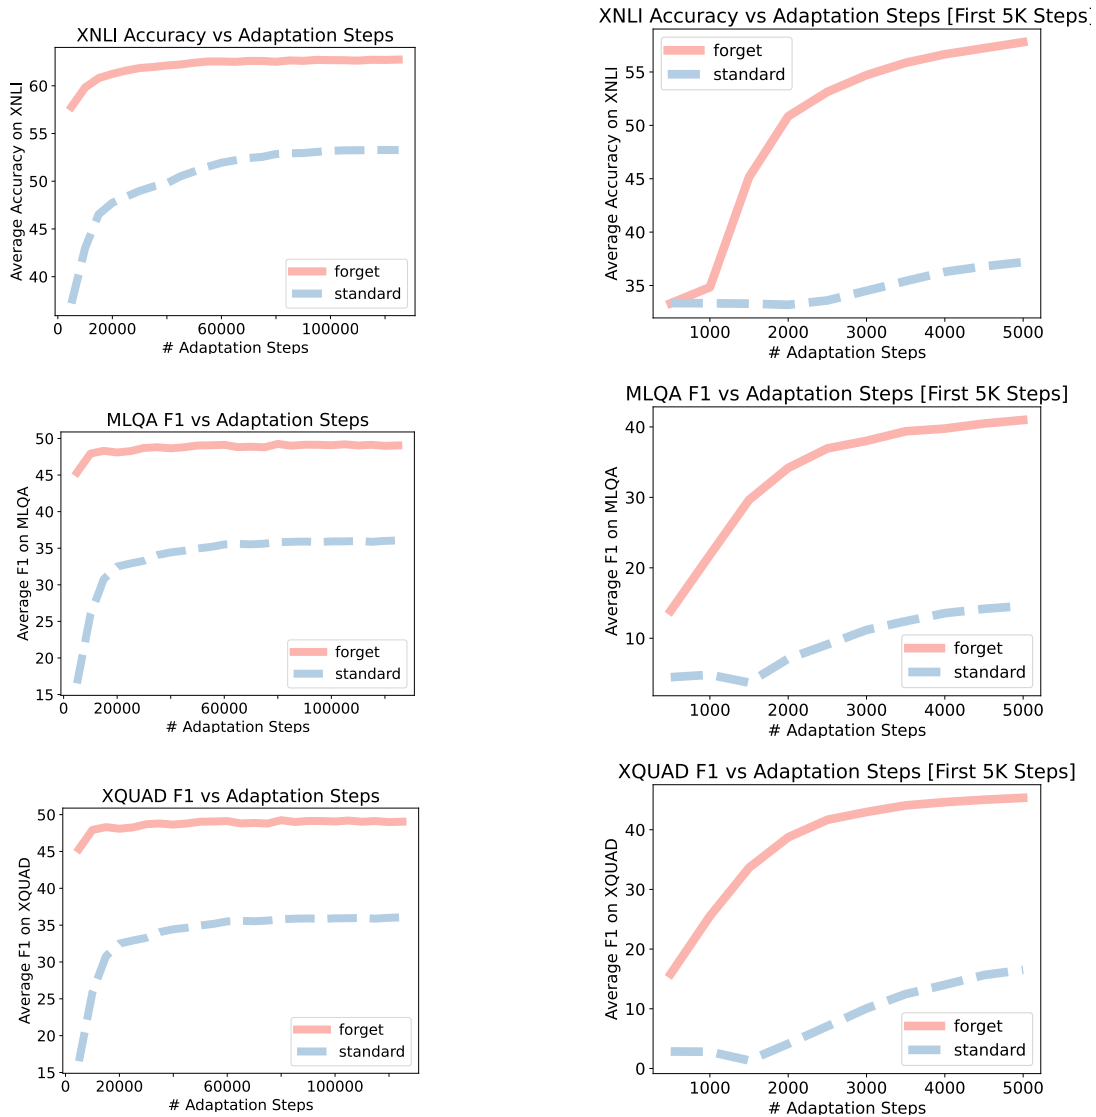 XNLI Accuracy vs Adaptation Steps
Average Accuracy on XNLI
60
55
50
45
40
forget
standard
0 20000 60000 100000
# Adaptation Steps
XNLI Accuracy vs Adaptation Steps [First 5K Steps]
Average Accuracy on XNLI
forget
standard
55
50
45
40
35
1000 2000 3000 4000 5000
# Adaptation Steps
MLQA F1 vs Adaptation Steps
Average F1 on MLQA
50
45
40
35
30
25
20
15
forget
standard
0 20000 60000 100000
# Adaptation Steps
MLQA F1 vs Adaptation Steps [First 5K Steps]
Average F1 on MLQA
40
30
20
10
forget
standard
1000 2000 3000 4000 5000
# Adaptation Steps
XQUAD F1 vs Adaptation Steps
Average F1 on XQUAD
50
45
40
35
30
25
20
15
forget
standard
0 20000 60000 100000
# Adaptation Steps
XQUAD F1 vs Adaptation Steps [First 5K Steps]
Average F1 on XQUAD
40
30
20
10
0
forget
standard
1000 2000 3000 4000 5000
# Adaptation Steps